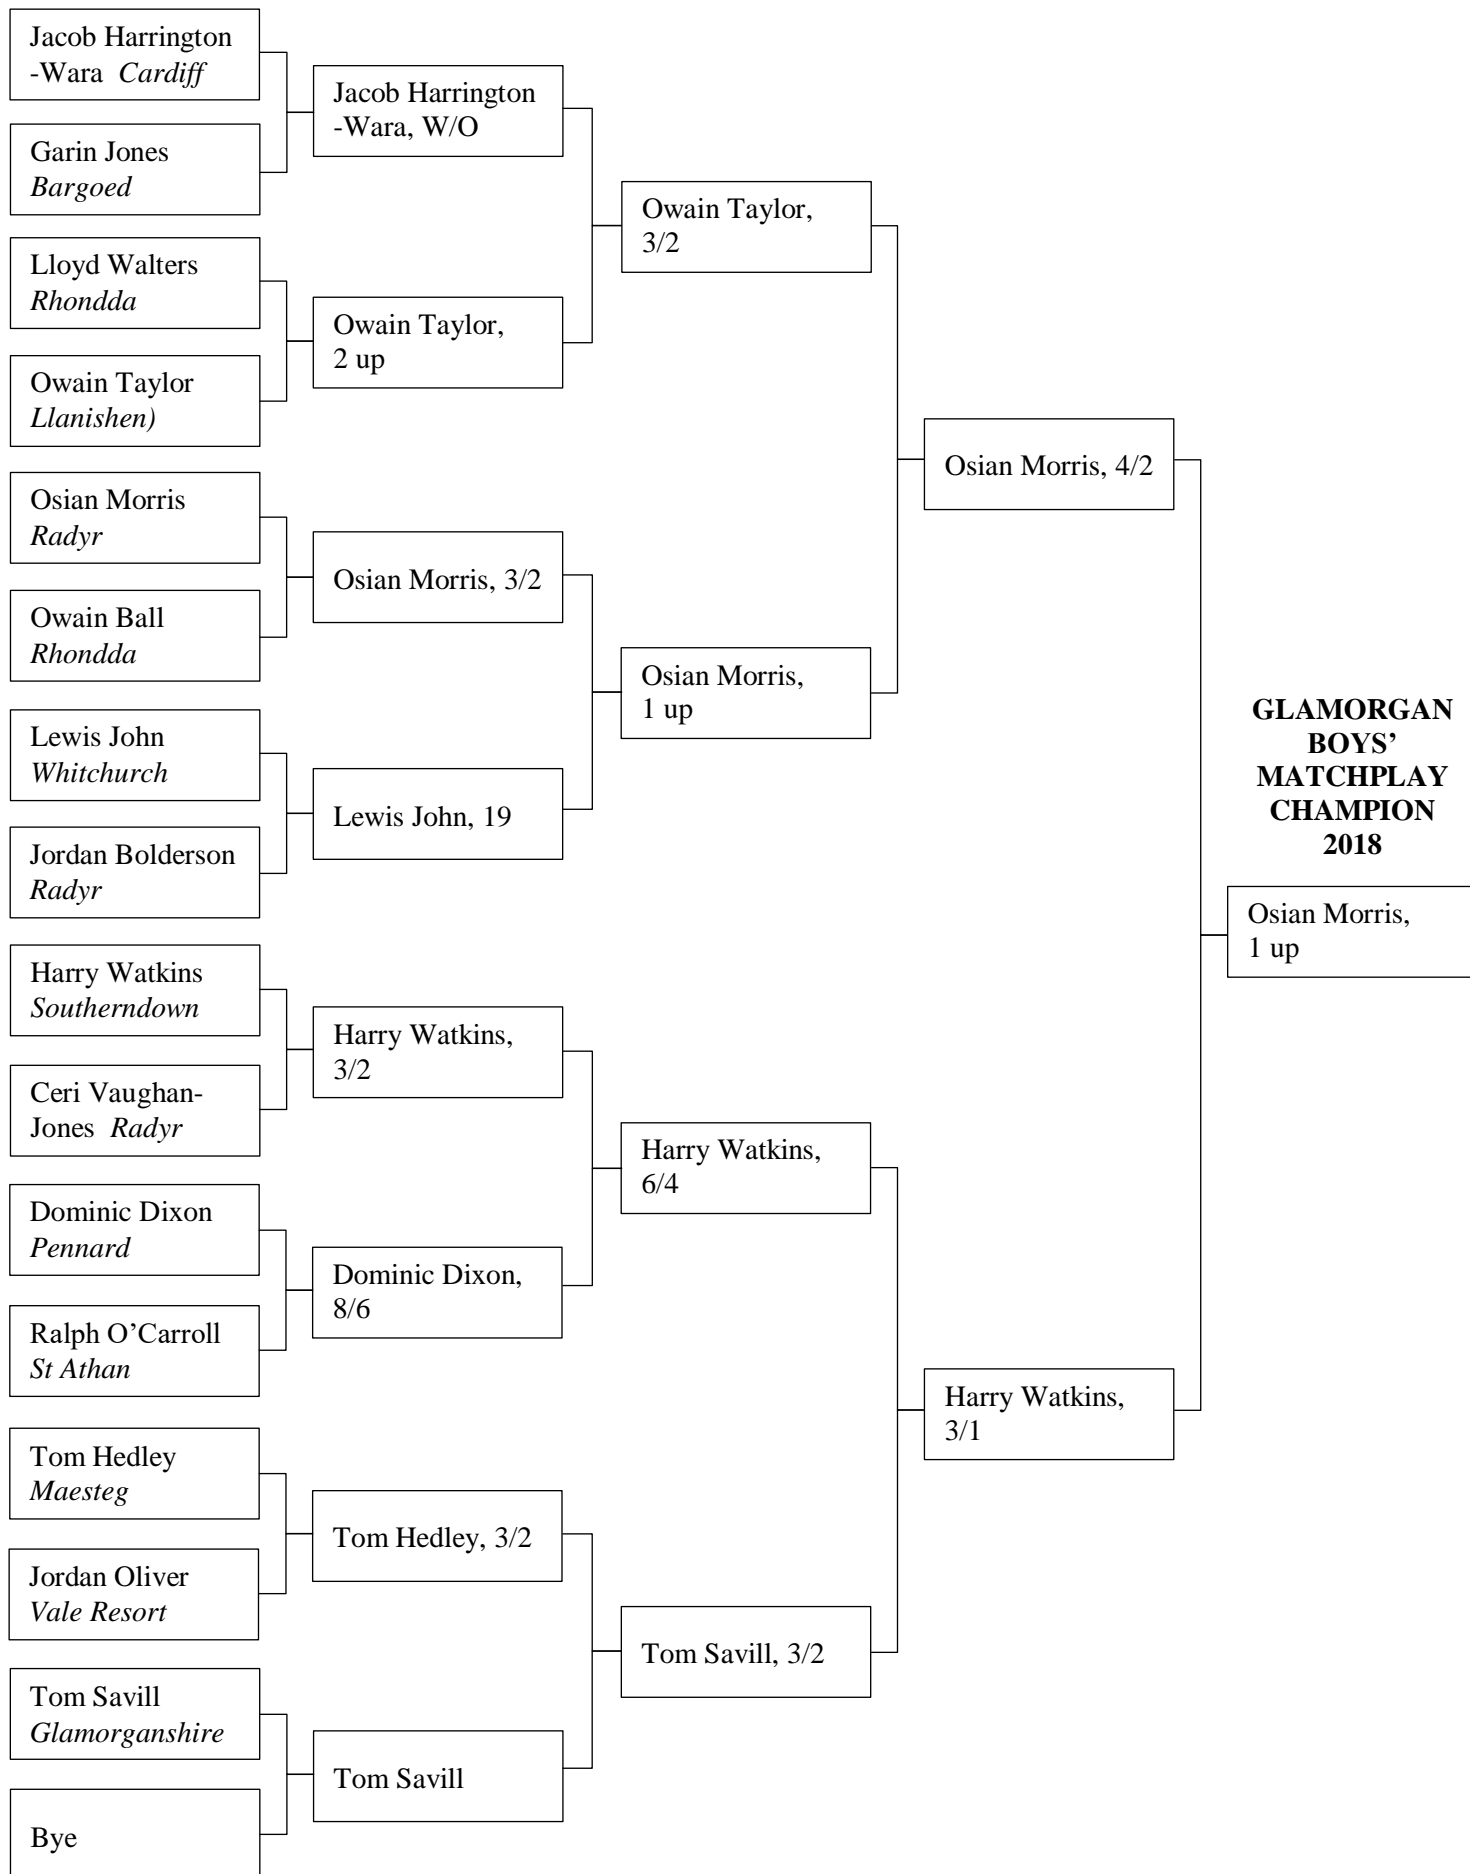 Jacob Harrington
-Wara  Cardiff
Garin Jones
Bargoed
Lloyd Walters
Rhondda
Owain Taylor
Llanishen)
Osian Morris
Radyr
Owain Ball
Rhondda
Lewis John
Whitchurch
Jordan Bolderson
Radyr
Harry Watkins
Southerndown
Ceri Vaughan-
Jones  Radyr
Dominic Dixon
Pennard
Ralph O’Carroll
St Athan
Tom Hedley
Maesteg
Jordan Oliver
Vale Resort
Tom Savill
Glamorganshire
Bye
Jacob Harrington
-Wara, W/O
Owain Taylor,
2 up
Osian Morris, 3/2
Lewis John, 19
Harry Watkins,
3/2
Dominic Dixon,
8/6
Tom Hedley, 3/2
Tom Savill
Owain Taylor,
3/2
Osian Morris,
1 up
Harry Watkins,
6/4
Tom Savill, 3/2
Osian Morris, 4/2
Harry Watkins,
3/1
GLAMORGAN
BOYS’
MATCHPLAY
CHAMPION
2018
Osian Morris,
1 up